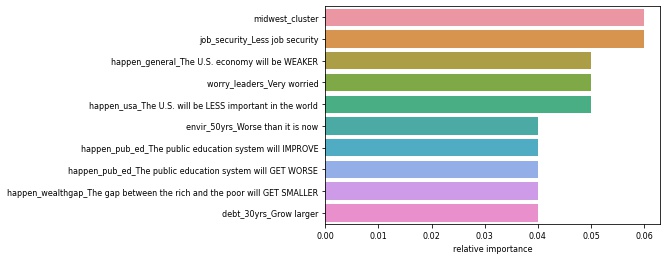 midwest_cluster
job_security_Less job security
happen_general_The U.S. economy will be WEAKER
worry_leaders_Very worried
happen_usa_The U.S. will be LESS important in the world
envir_50yrs_Worse than it is now
happen_pub_ed_The public education system will IMPROVE
happen_pub_ed_The public education system will GET WORSE
happen_wealthgap_The gap between the rich and the poor will GET SMALLER
debt_30yrs_Grow larger
0.00 0.01 0.02 0.03 0.04 0.05 0.06
relative importance